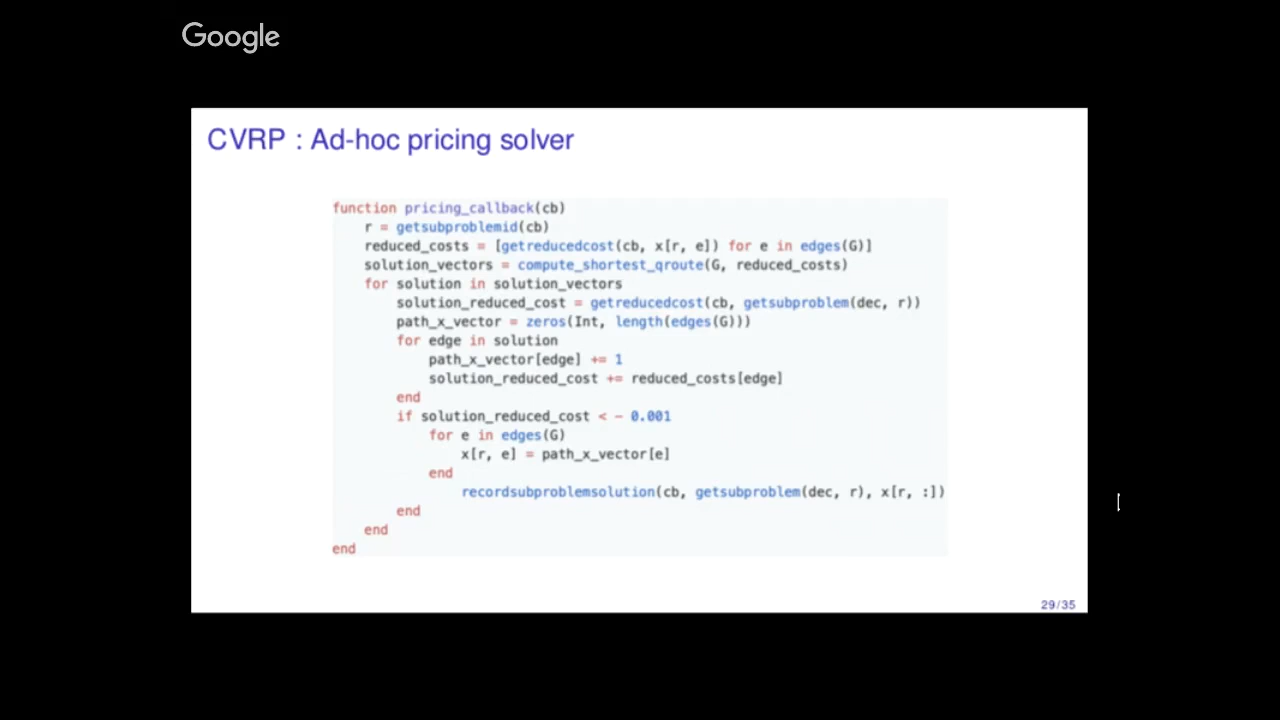 Google
CVRP : Ad-hoc pricing solver
function pricing_callback(cb)
    r = getsubproblemid(cb)
    reduced_costs = [getreducedcost(cb, x[r, e]) for e in edges(G)]
    solution_vectors = compute_shortest_qroute(G, reduced_costs)
    for solution in solution_vectors
        solution_reduced_cost = getreducedcost(cb, getsubproblem(dec, r))
        path_x_vector = zeros(Int, length(edges(G)))
        for edge in solution
            path_x_vector[edge] += 1
            solution_reduced_cost += reduced_costs[edge]
        end
        if solution_reduced_cost < - 0.001
            for e in edges(G)
                x[r, e] = path_x_vector[e]
            end
                recordsubproblemsolution(cb, getsubproblem(dec, r), x[r, :])
        end
    end
end
29/35